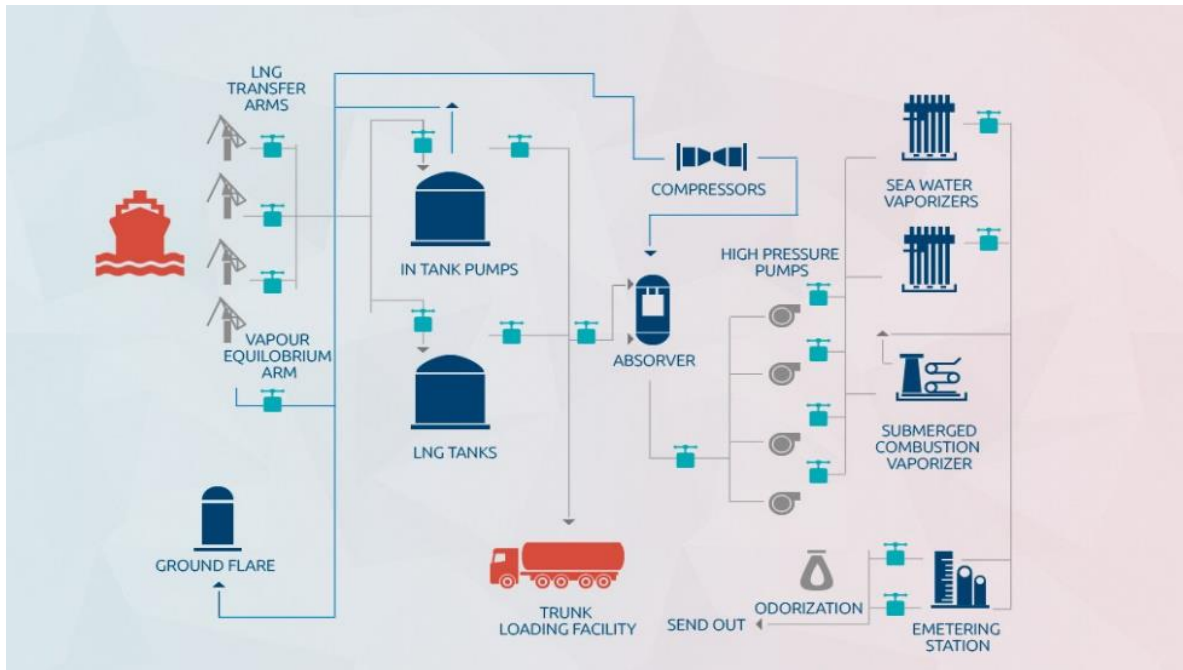 LNG
TRANSFER
ARMS
IN TANK PUMPS
VAPOUR
EQUILOBRIUM
ARM
LNG TANKS
GROUND FLARE
TRUNK
LOADING FACILITY
COMPRESSORS
ABSORVER
HIGH PRESSURE
PUMPS
SEA WATER
VAPORIZERS
SUBMERGED
COMBUSTION
VAPORIZER
ODORIZATION
SEND OUT
EMETERING
STATION